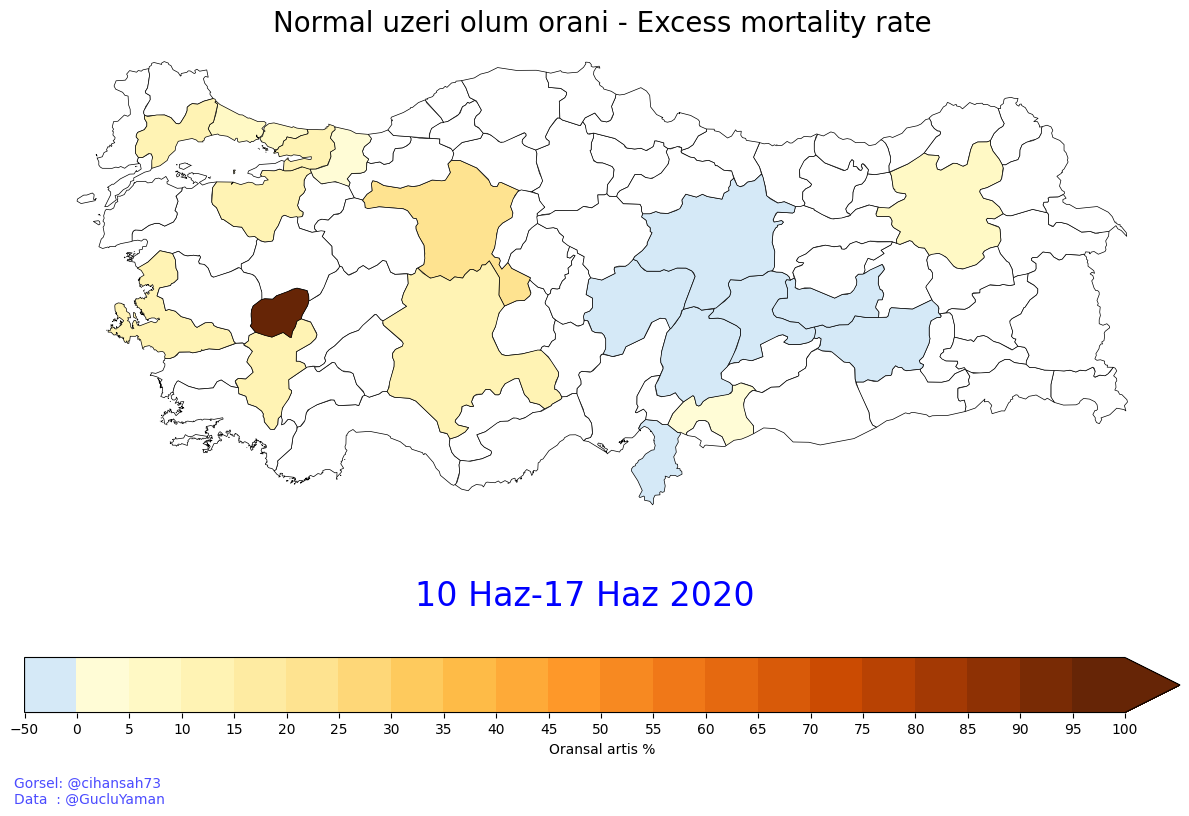 Normal uzeri olum orani - Excess mortality rate
10 Haz-17 Haz 2020
−50 0 5 10 15 20 25 30 35 40 45 50 55 60 65 70 75 80 85 90 95 100
Oransal artis %
Gorsel: @cihansah73
Data  : @GucluYaman